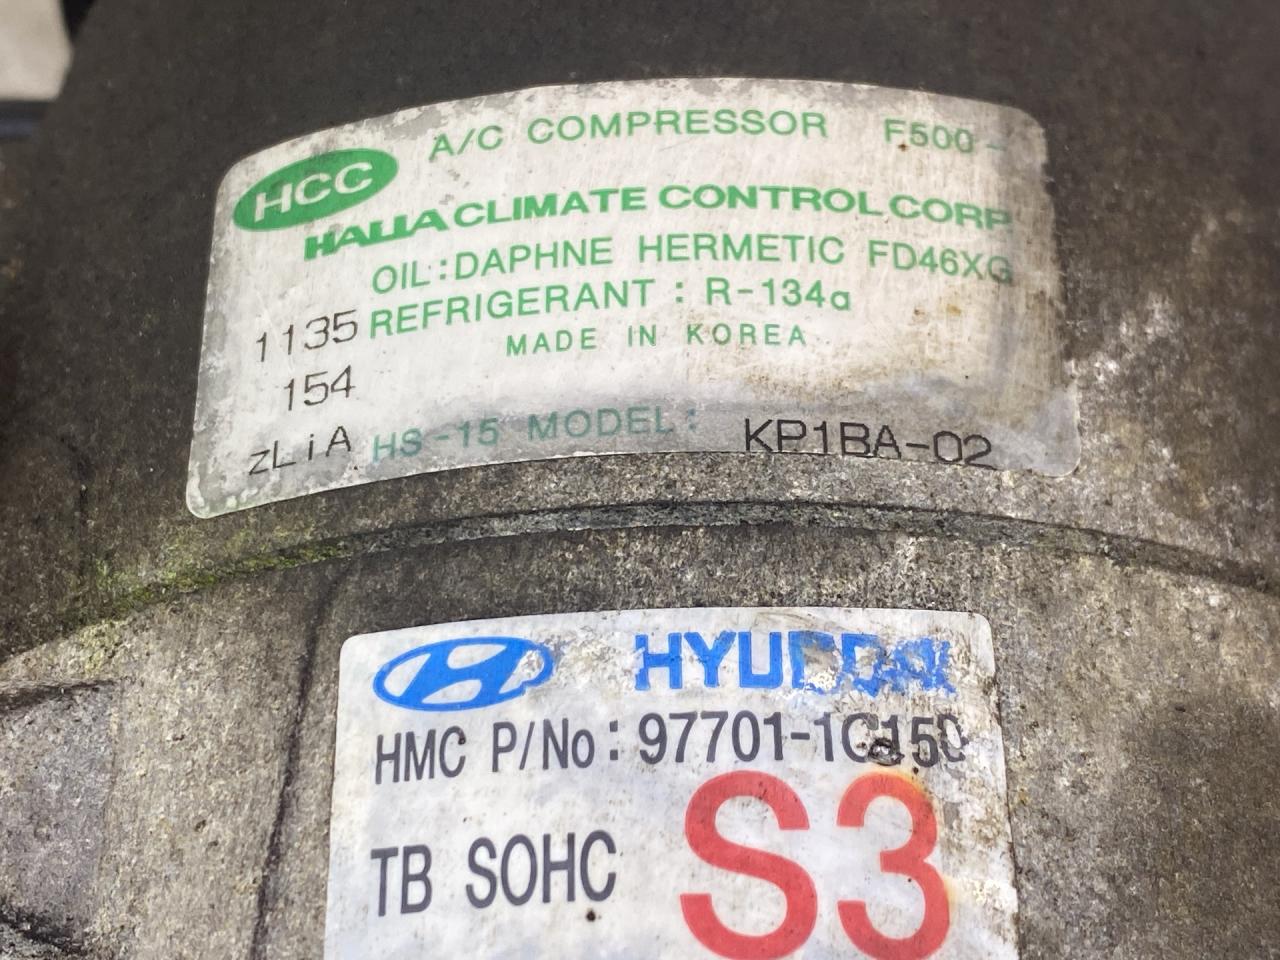 HCC A/C COMPRESSOR F500-
HALLA CLIMATE CONTROL CORP
OIL:DAPHNE HERMETIC FD46XG
1135 REFRIGERANT : R-134a
MADE IN KOREA
154
zLiA HS-15 MODEL: KP1BA-02
HYUNDAI
HMC P/No: 97701-1C150
TB SOHC S3